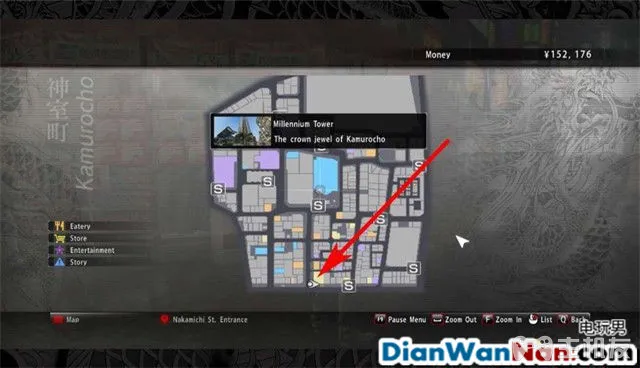 Money
¥152, 176
神室町
Kamurocho
Millennium Tower
The crown jewel of Kamurocho
S
S
S
S
S
S
Eatery
Store
Entertainment
Story
Map
Nakamichi St. Entrance
Pause Menu
Zoom Out
F Zoom In
List
Q Back
电玩男
DianWanNan.com